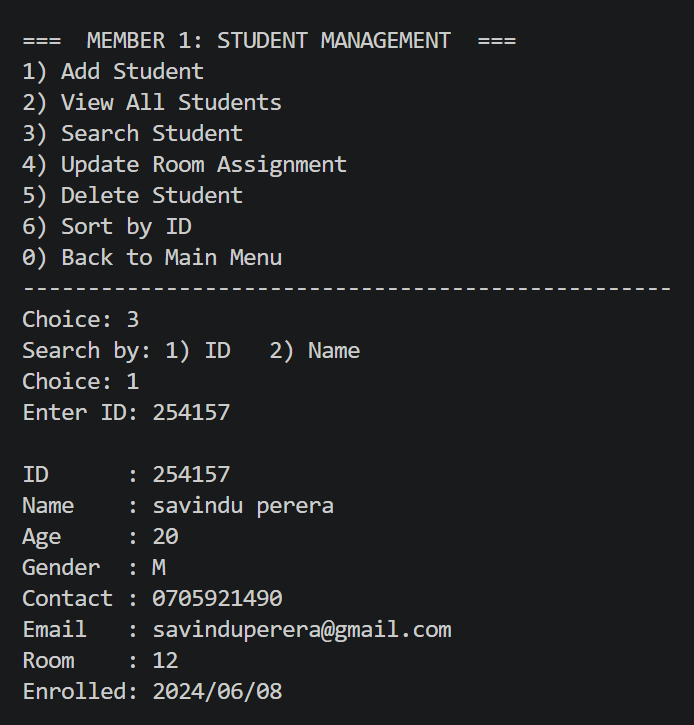 ===  MEMBER 1: STUDENT MANAGEMENT  ===
1) Add Student
2) View All Students
3) Search Student
4) Update Room Assignment
5) Delete Student
6) Sort by ID
0) Back to Main Menu
--------------------------------------------------
Choice: 3
Search by: 1) ID   2) Name
Choice: 1
Enter ID: 254157

ID      : 254157
Name    : savindu perera
Age     : 20
Gender  : M
Contact : 0705921490
Email   : savinduperera@gmail.com
Room    : 12
Enrolled: 2024/06/08